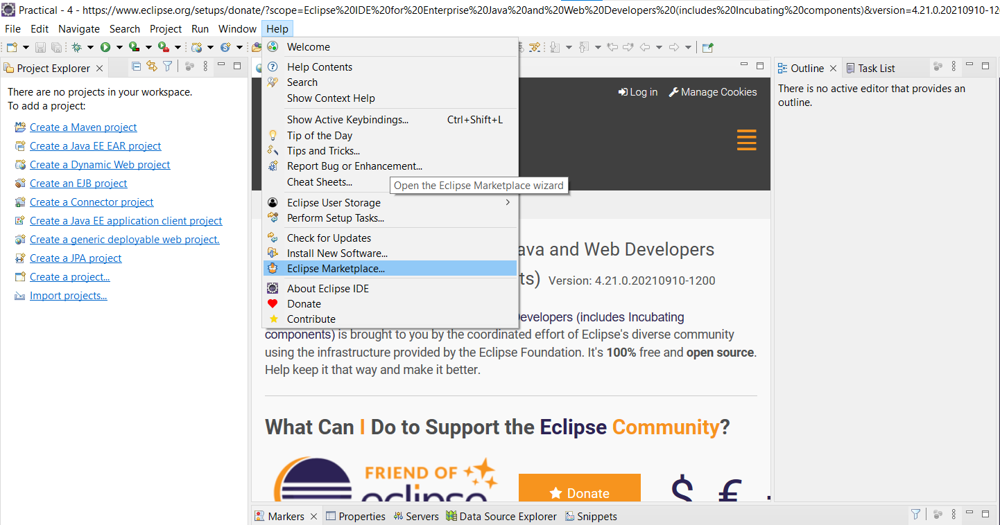 Practical - 4 - https://www.eclipse.org/setups/donate/?scope=Eclipse%20IDE%20for%20Enterprise%20Java%20and%20Web%20Developers%20(includes%20Incubating%20components)&version=4.21.0.20210910-120
File Edit Navigate Search Project Run Window Help
Project Explorer
There are no projects in your workspace.
To add a project:
Create a Maven project
Create a Java EE EAR project
Create a Dynamic Web project
Create an EJB project
Create a Connector project
Create a Java EE application client project
Create a generic deployable web project.
Create a JPA project
Create a project...
Import projects...
Welcome
Help Contents
Search
Show Context Help
Show Active Keybindings... Ctrl+Shift+L
Tip of the Day
Tips and Tricks...
Report Bug or Enhancement...
Cheat Sheets...
Open the Eclipse Marketplace wizard
Eclipse User Storage
Perform Setup Tasks...
Check for Updates
Install New Software...
Eclipse Marketplace...
About Eclipse IDE
Donate
Contribute
Log in Manage Cookies
ava and Web Developers
ts) Version: 4.21.0.20210910-1200
evelopers (includes Incubating
components) is brought to you by the coordinated effort of Eclipse's diverse community
using the infrastructure provided by the Eclipse Foundation. It's 100% free and open source.
Help keep it that way and make it better.
What Can I Do to Support the Eclipse Community?
FRIEND OF
eclipse
Donate
$ €
Outline Task List
There is no active editor that provides an
outline.
Markers Properties Servers Data Source Explorer Snippets